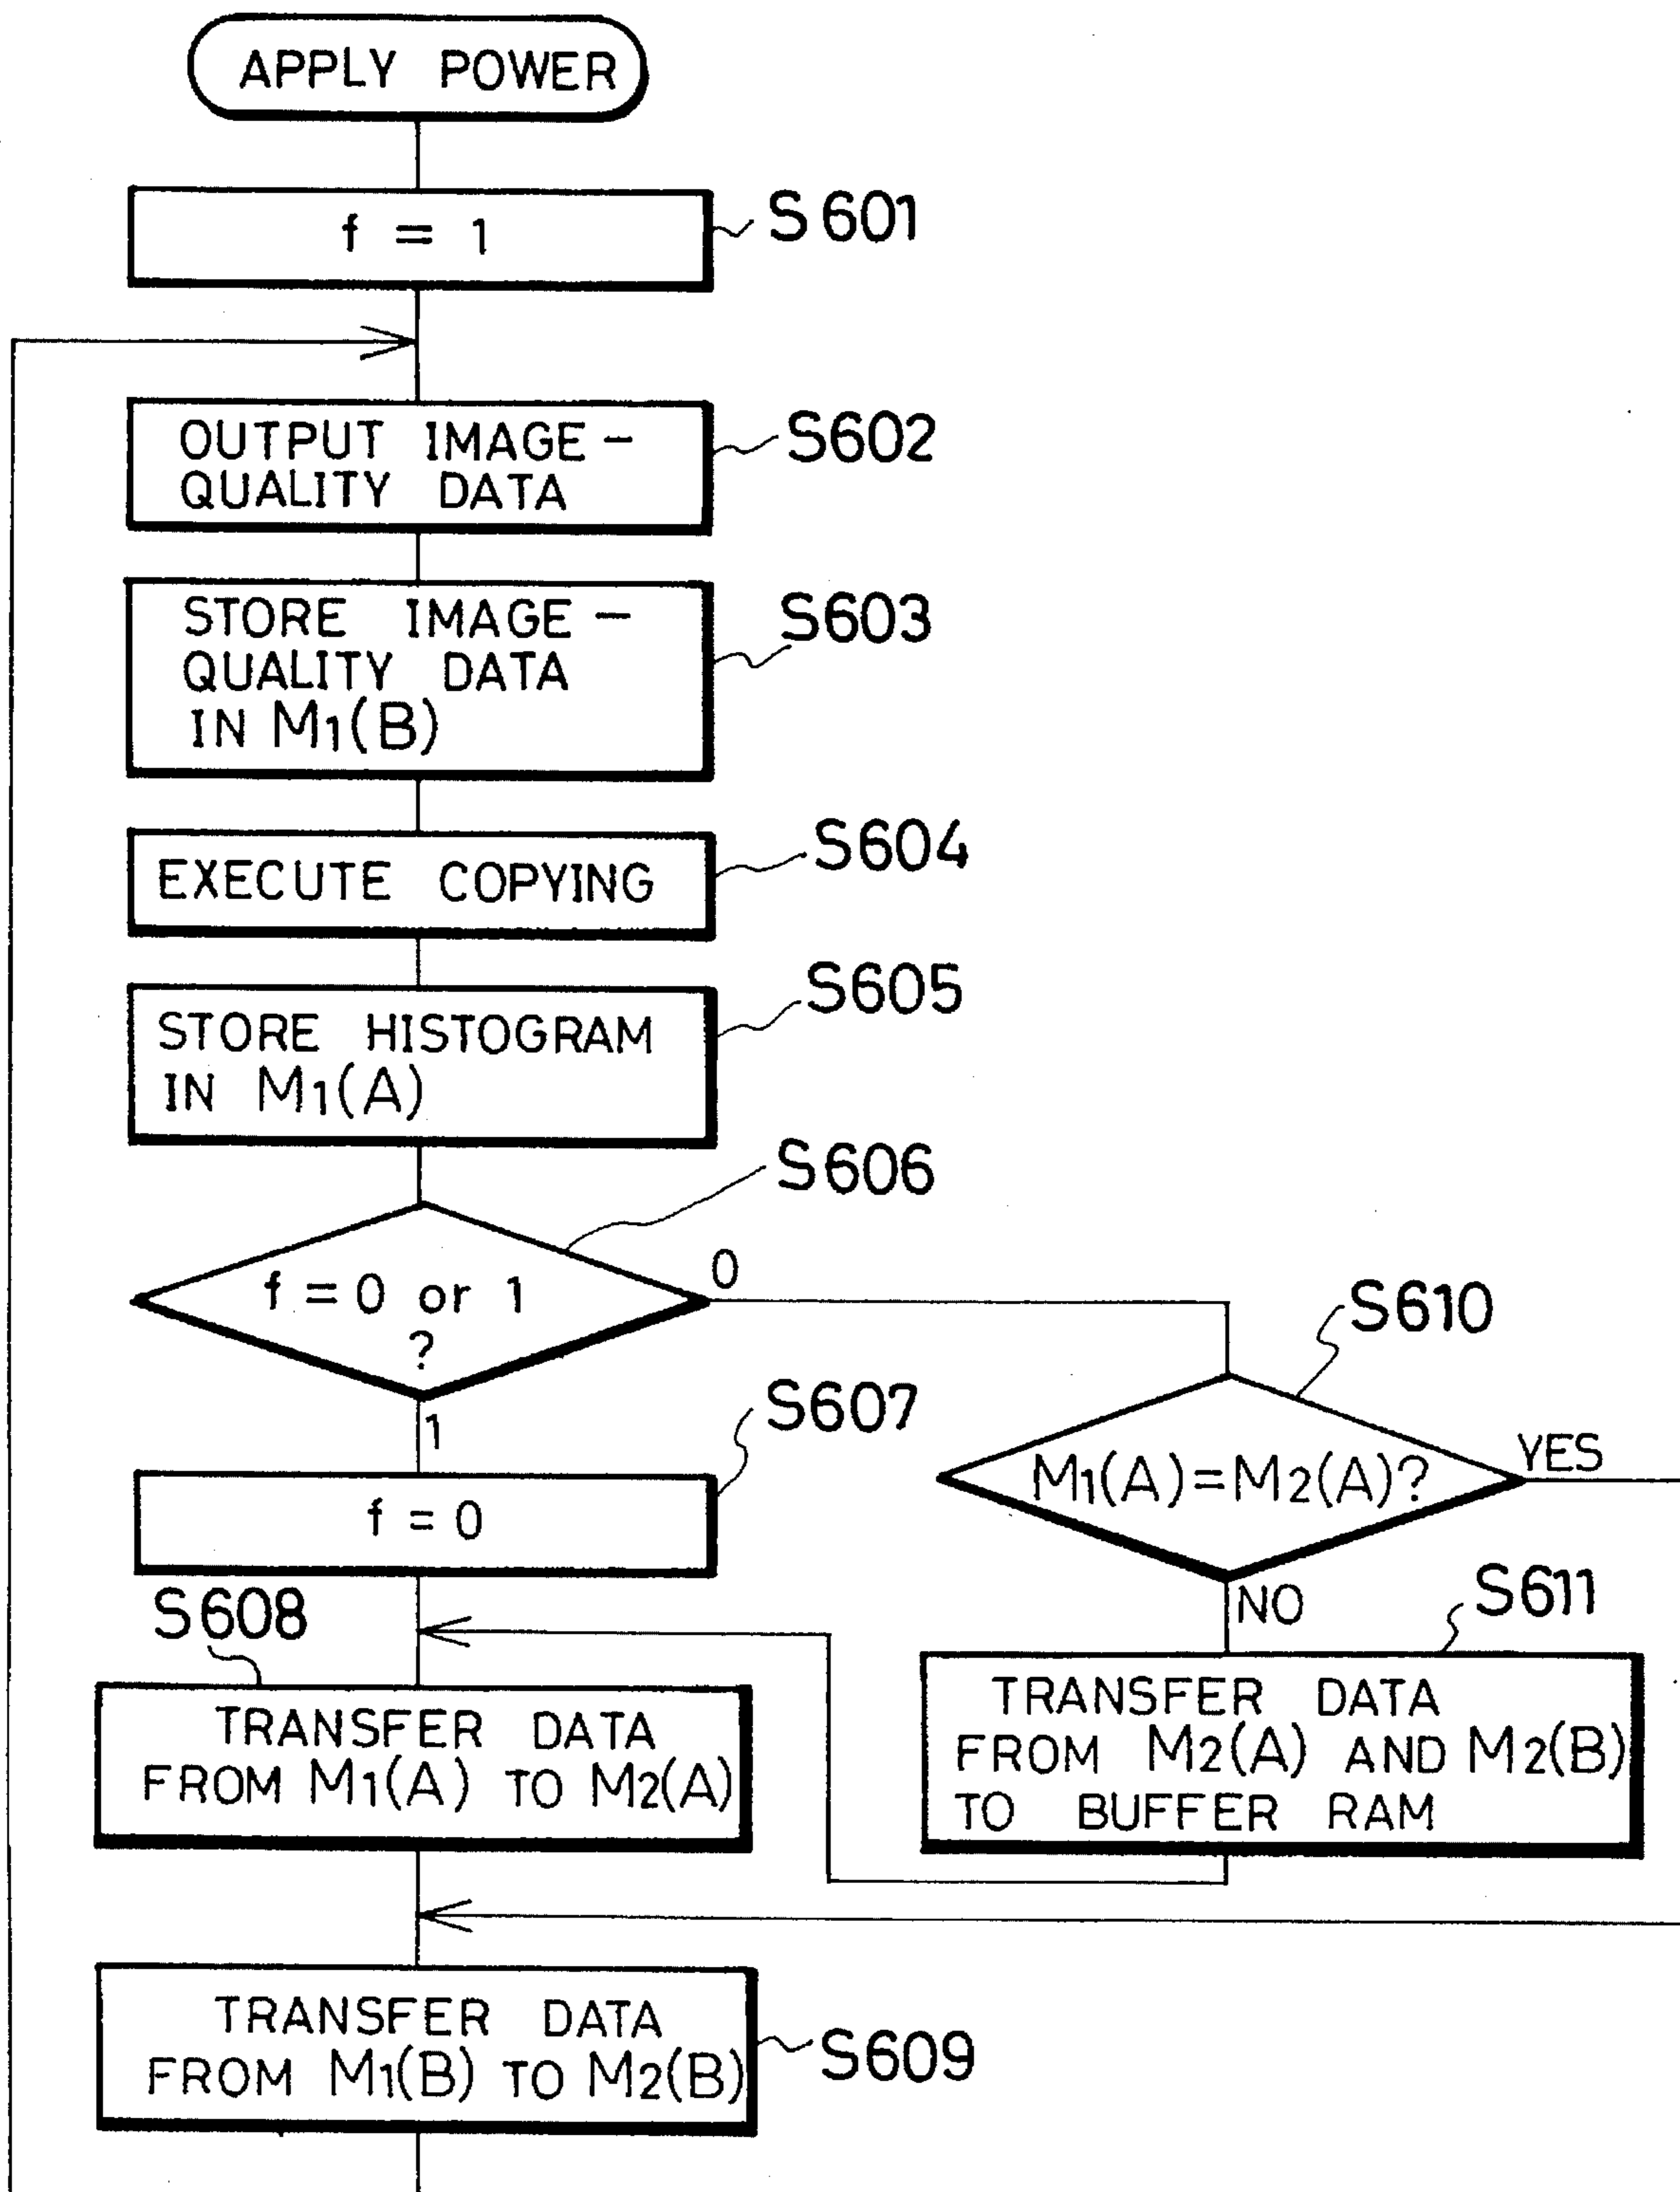 APPLY POWER
f = 1
S601
OUTPUT IMAGE-
QUALITY DATA
S602
STORE IMAGE-
QUALITY DATA
IN M1(B)
S603
EXECUTE COPYING
S604
STORE HISTOGRAM
IN M1(A)
S605
S606
f = 0 or 1
?
0
1
S607
f = 0
S610
M1(A)=M2(A)?
YES
NO
S608
TRANSFER DATA
FROM M1(A) TO M2(A)
S611
TRANSFER DATA
FROM M2(A) AND M2(B)
TO BUFFER RAM
TRANSFER DATA
FROM M1(B) TO M2(B)
S609